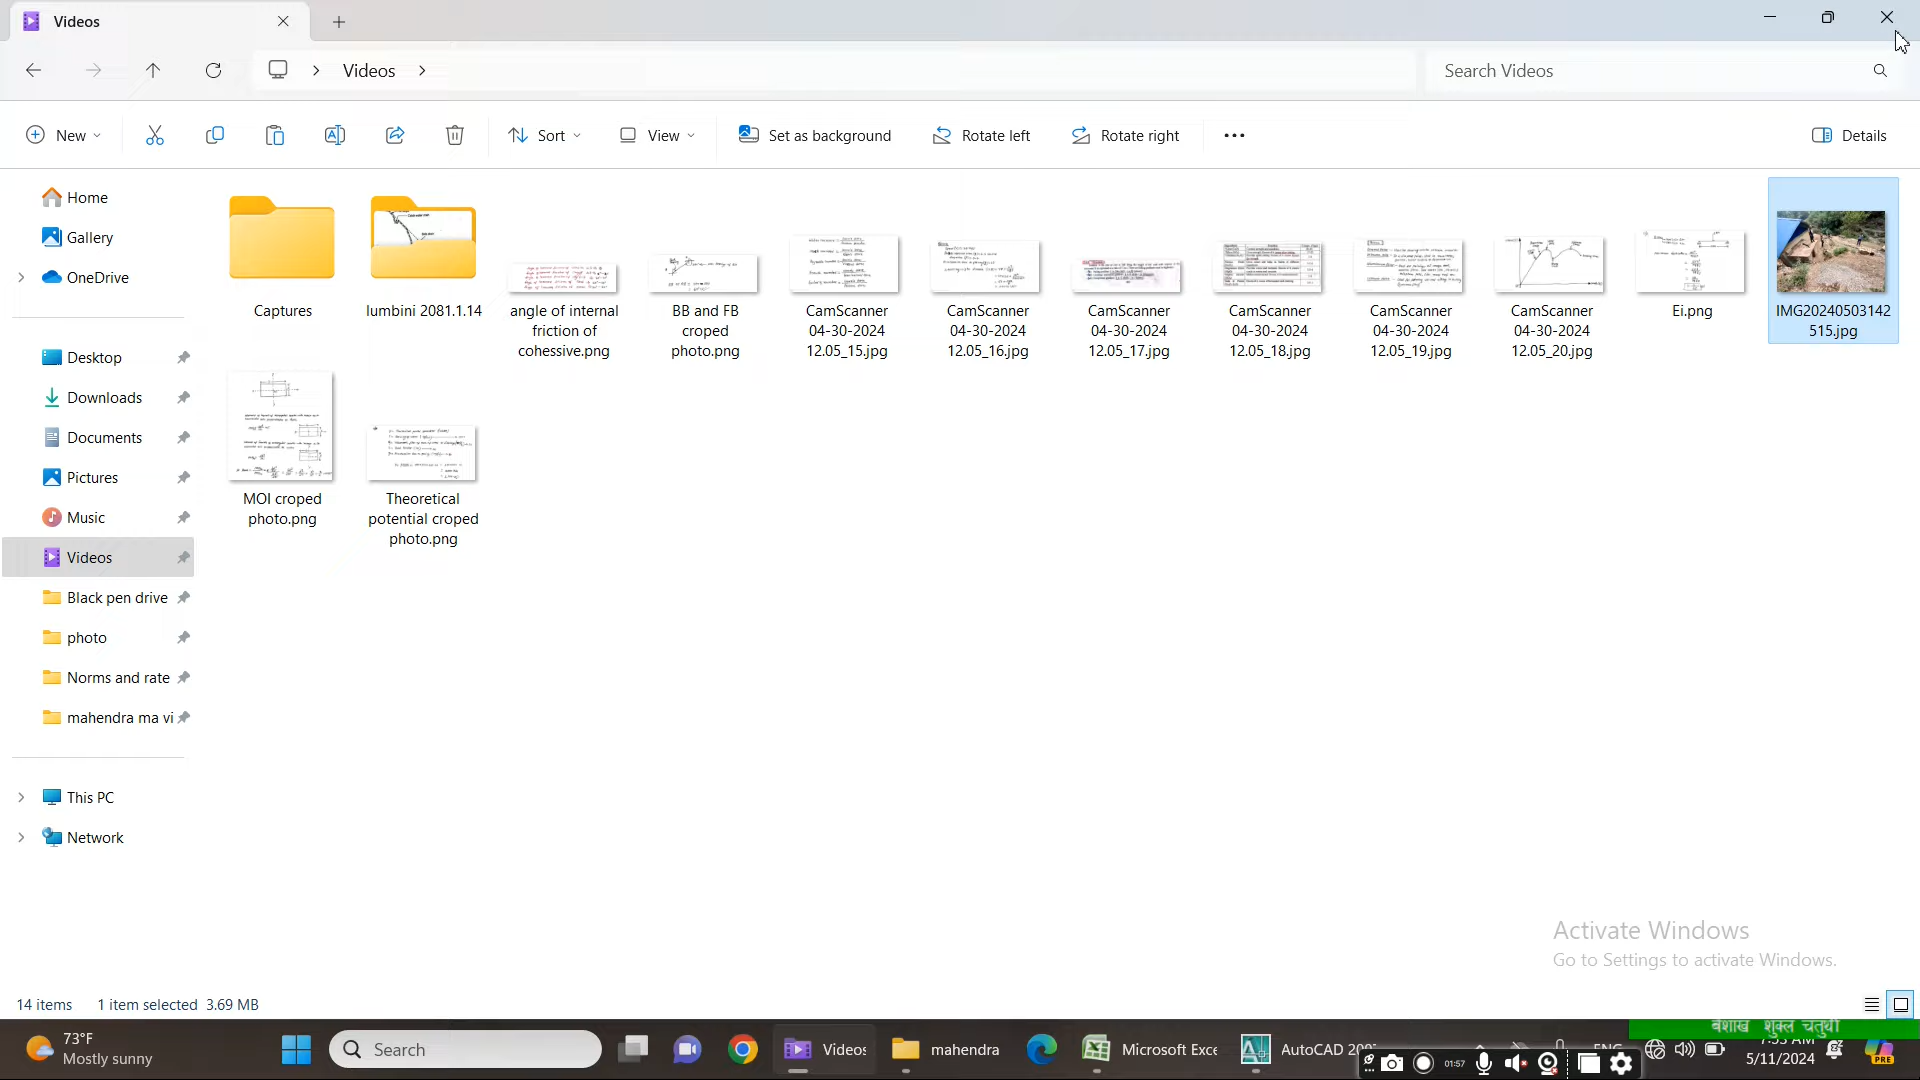 Videos
Videos
Search Videos
New
Sort
View
Set as background
Rotate left
Rotate right
Details
Home
Gallery
OneDrive
Desktop
Downloads
Documents
Pictures
Music
Videos
Black pen drive
photo
Norms and rate
mahendra ma vi
This PC
Network
Captures
lumbini 2081.1.14
angle of internal
friction of
cohessive.png
BB and FB
croped
photo.png
CamScanner
04-30-2024
12.05_15.jpg
CamScanner
04-30-2024
12.05_16.jpg
CamScanner
04-30-2024
12.05_17.jpg
CamScanner
04-30-2024
12.05_18.jpg
CamScanner
04-30-2024
12.05_19.jpg
CamScanner
04-30-2024
12.05_20.jpg
Ei.png
IMG20240503142
515.jpg
MOI croped
photo.png
Theoretical
potential croped
photo.png
Activate Windows
Go to Settings to activate Windows.
14 items
1 item selected 3.69 MB
73°F
Mostly sunny
Search
Videos
mahendra
Microsoft Exce
AutoCAD 200
01:57
बैशाख शुक्ल चतुर्थी
5/11/2024
PRE